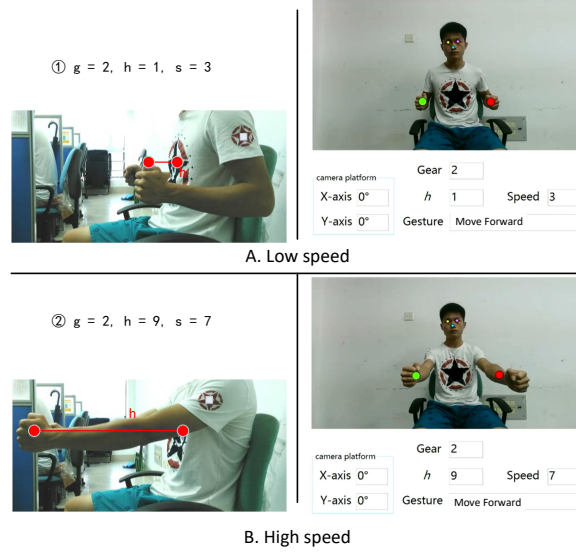 ① g = 2, h = 1, s = 3
h
camera platform
Gear 2
X-axis 0°
h 1
Speed 3
Y-axis 0°
Gesture Move Forward
A. Low speed
② g = 2, h = 9, s = 7
h
camera platform
Gear 2
X-axis 0°
h 9
Speed 7
Y-axis 0°
Gesture Move Forward
B. High speed